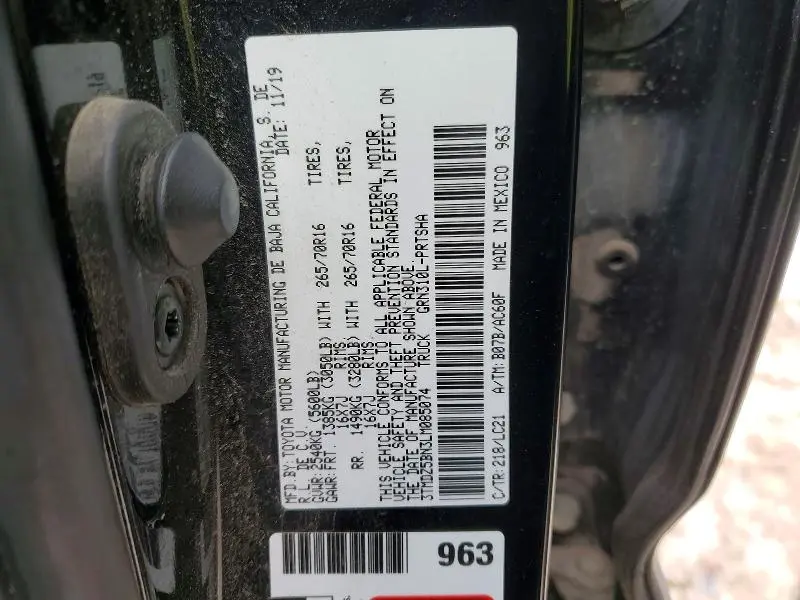 MFD.BY:TOYOTA MOTOR MANUFACTURING DE BAJA CALIFORNIA S. DE
R.L. DE C.V. DATE: 11/19
GVWR:2540KG (5600LB)
GAWR:FRT. 1385KG (3050LB) WITH 265/70R16 TIRES,
16X7J RIMS,
RR. 1490KG (3280LB) WITH 265/70R16 TIRES,
16X7J RIMS
THIS VEHICLE CONFORMS TO ALL APPLICABLE FEDERAL MOTOR
VEHICLE SAFETY AND THEFT PREVENTION STANDARDS IN EFFECT ON
THE DATE OF MANUFACTURE SHOWN ABOVE.
3TMDZ5BN3LM085074 TRUCK GRN310L-PRTSHA
C/TR:218/LC21 A/TM:B07B/AC60F MADE IN MEXICO 963
963